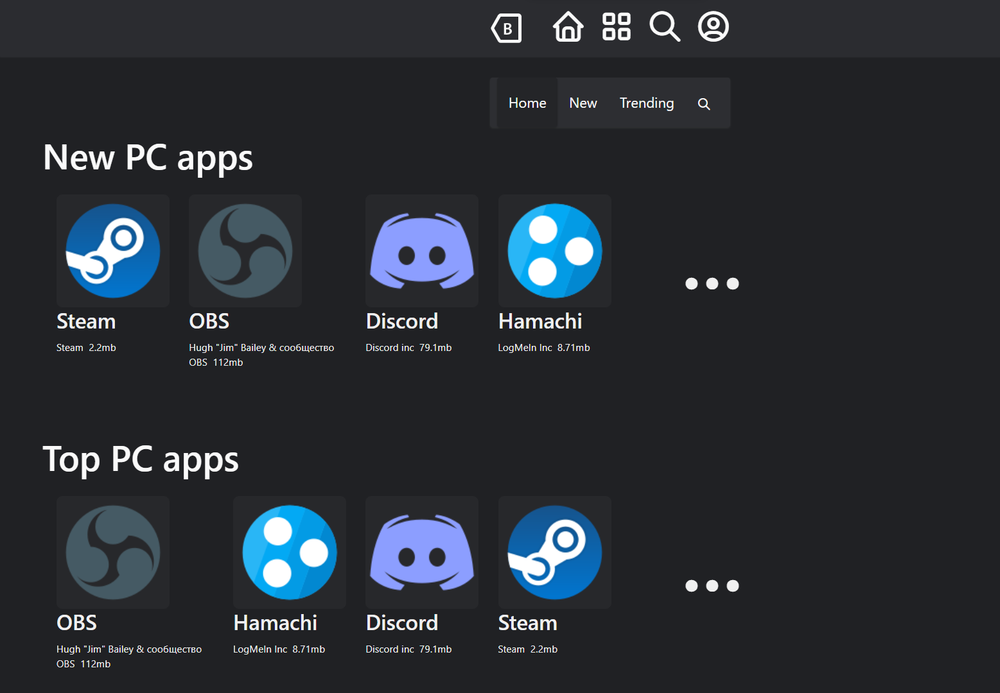 B
Home New Trending
New PC apps
Steam OBS Discord Hamachi
Steam 2.2mb Hugh "Jim" Bailey & сообщество Discord inc 79.1mb LogMeIn Inc 8.71mb
OBS 112mb
Top PC apps
OBS Hamachi Discord Steam
Hugh "Jim" Bailey & сообщество LogMeIn Inc 8.71mb Discord inc 79.1mb Steam 2.2mb
OBS 112mb